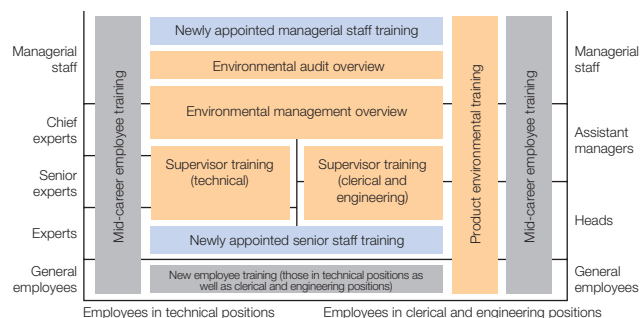 Newly appointed managerial staff training
Managerial
staff
Environmental audit overview
Managerial
staff
Environmental management overview
Chief
experts
Assistant
managers
Supervisor training
(technical)
Supervisor training
(clerical and
engineering)
Senior
experts
Experts
Heads
Newly appointed senior staff training
General
employees
New employee training (those in technical positions as
well as clerical and engineering positions)
General
employees
Mid-career employee training
Product environmental training
Mid-career employee training
Employees in technical positions
Employees in clerical and engineering positions